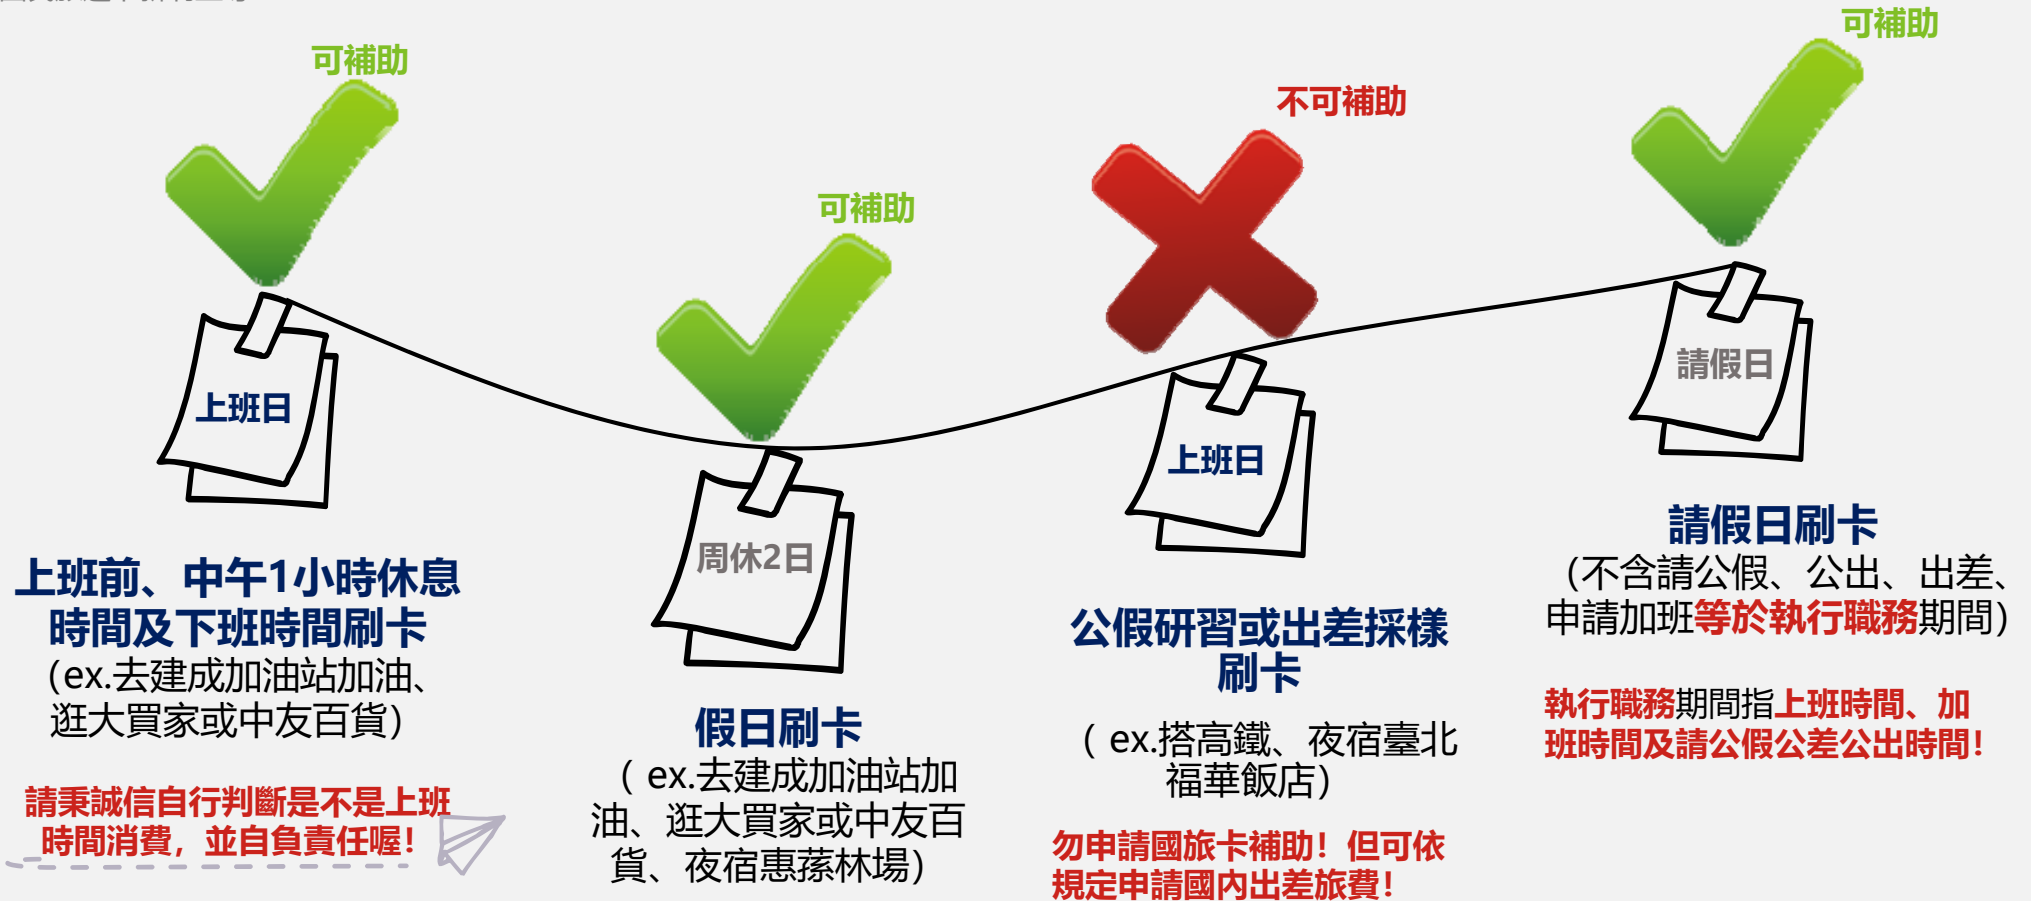 可補助
上班日
上班前、中午1小時休息
時間及下班時間刷卡
（ex.去建成加油站加油、
逛大買家或中友百貨）
請秉誠信自行判斷是不是上班
時間消費，並自負責任喔！
可補助
周休2日
假日刷卡
（ ex.去建成加油站加
油、逛大買家或中友百
貨、夜宿惠蓀林場）
不可補助
上班日
公假研習或出差採樣
刷卡
（ ex.搭高鐵、夜宿臺北
福華飯店）
勿申請國旅卡補助！但可依
規定申請國內出差旅費！
可補助
請假日
請假日刷卡
（不含請公假、公出、出差、
申請加班等於執行職務期間）
執行職務期間指上班時間、加
班時間及請公假公差公出時間！